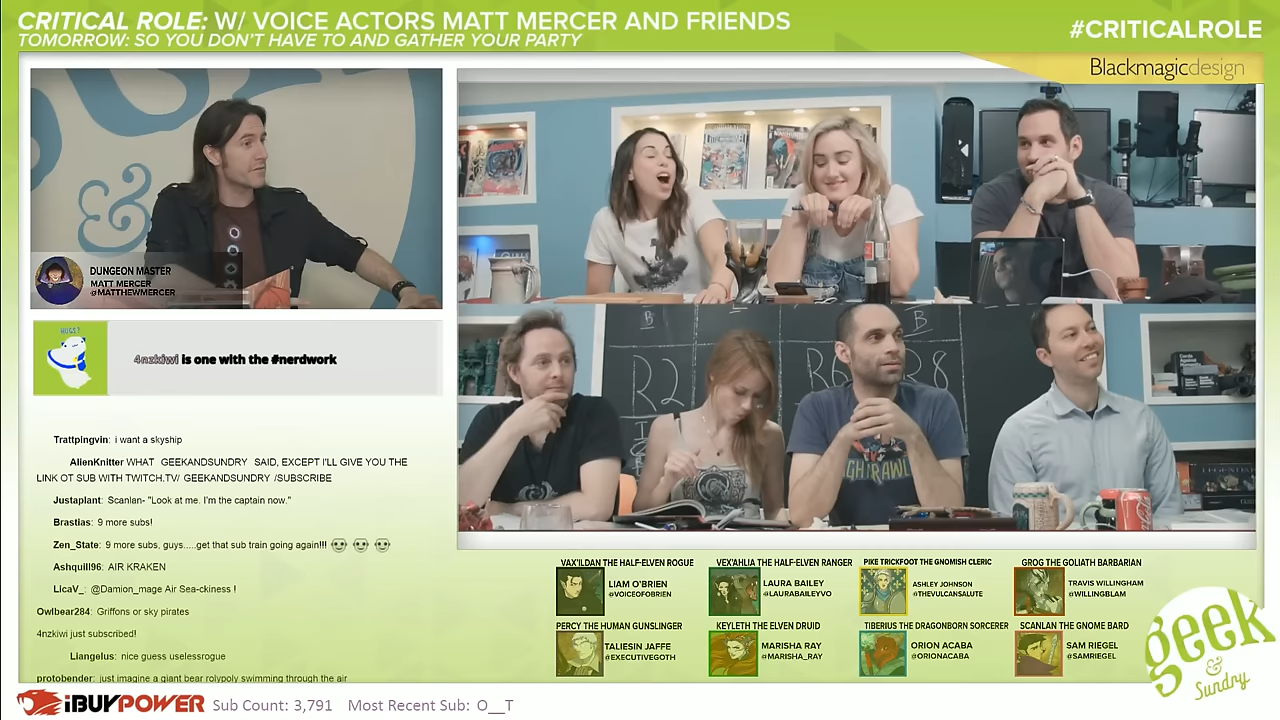 CRITICAL ROLE: W/ VOICE ACTORS MATT MERCER AND FRIENDS
TOMORROW: SO YOU DON'T HAVE TO AND GATHER YOUR PARTY
#CRITICALROLE
Blackmagicdesign
&
DUNGEON MASTER
MATT MERCER
@MATTHEWMERCER
HUGS?
4nzkiwi is one with the #nerdwork
Trattpingvin: i want a skyship
AlienKnitter WHAT GEEKANDSUNDRY SAID, EXCEPT I'LL GIVE YOU THE
LINK OT SUB WITH TWITCH.TV/ GEEKANDSUNDRY /SUBSCRIBE
Justaplant: Scanlan- "Look at me. I'm the captain now."
Brastias: 9 more subs!
Zen_State: 9 more subs, guys.....get that sub train going again!!!
Ashquill96: AIR KRAKEN
LicaV_: @Damion_mage Air Sea-ckiness !
Owlbear284: Griffons or sky pirates
4nzkiwi just subscribed!
Liangelus: nice guess uselessrogue
protobender: just imagine a giant bear rolypoly swimming through the air
B
B
R2
R6
R8
VAX'ILDAN THE HALF-ELVEN ROGUE
LIAM O'BRIEN
@VOICEOFOBRIEN
VEX'AHLIA THE HALF-ELVEN RANGER
LAURA BAILEY
@LAURABAILEYVO
PIKE TRICKFOOT THE GNOMISH CLERIC
ASHLEY JOHNSON
@THEVULCANSALUTE
GROG THE GOLIATH BARBARIAN
TRAVIS WILLINGHAM
@WILLINGBLAM
PERCY THE HUMAN GUNSLINGER
TALIESIN JAFFE
@EXECUTIVEGOTH
KEYLETH THE ELVEN DRUID
MARISHA RAY
@MARISHA_RAY
TIBERIUS THE DRAGONBORN SORCERER
ORION ACABA
@ORIONACABA
SCANLAN THE GNOME BARD
SAM RIEGEL
@SAMRIEGEL
geek
&
Sundry
iBUYPOWER
Sub Count: 3,791 Most Recent Sub: O__T